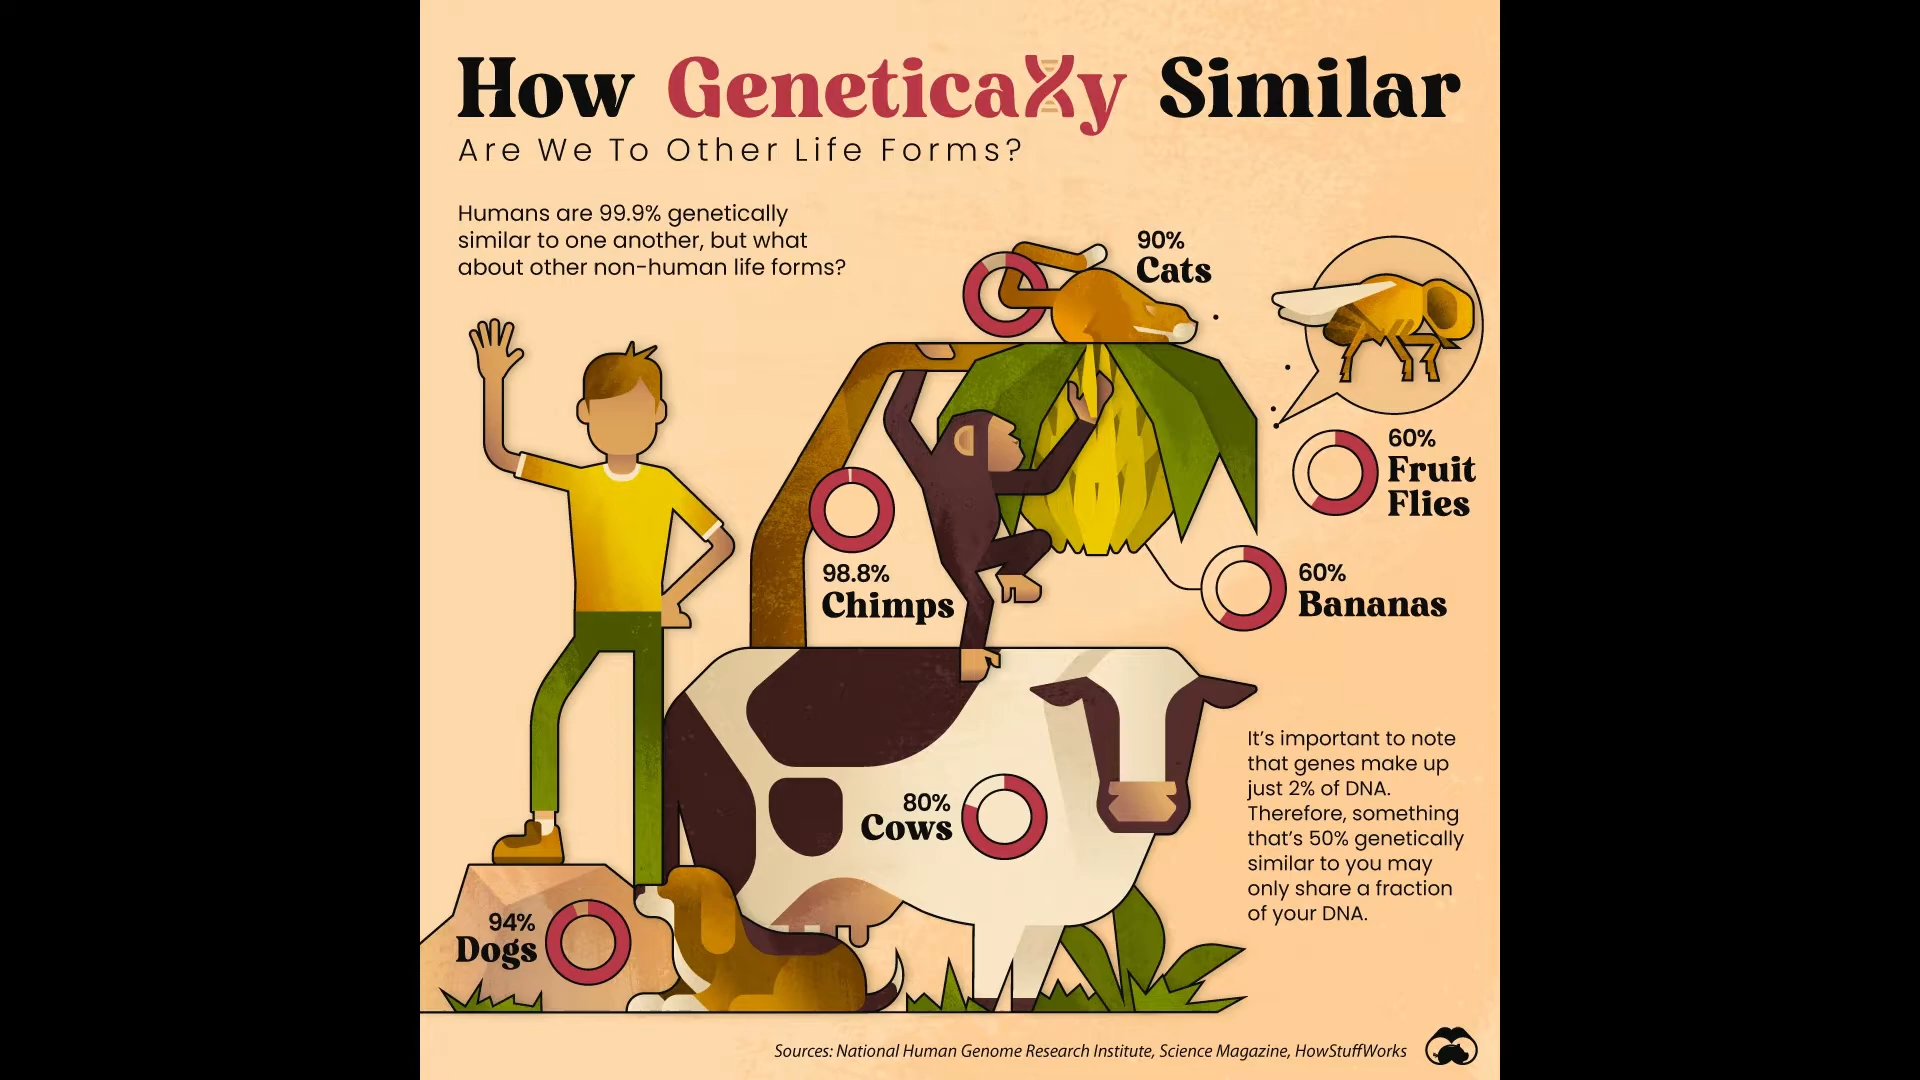 How Genetically Similar
Are We To Other Life Forms?
Humans are 99.9% genetically
similar to one another, but what
about other non-human life forms?
90%
Cats
60%
Fruit
Flies
98.8%
Chimps
60%
Bananas
80%
Cows
It's important to note
that genes make up
just 2% of DNA.
Therefore, something
that's 50% genetically
similar to you may
only share a fraction
of your DNA.
94%
Dogs
Sources: National Human Genome Research Institute, Science Magazine, HowStuffWorks